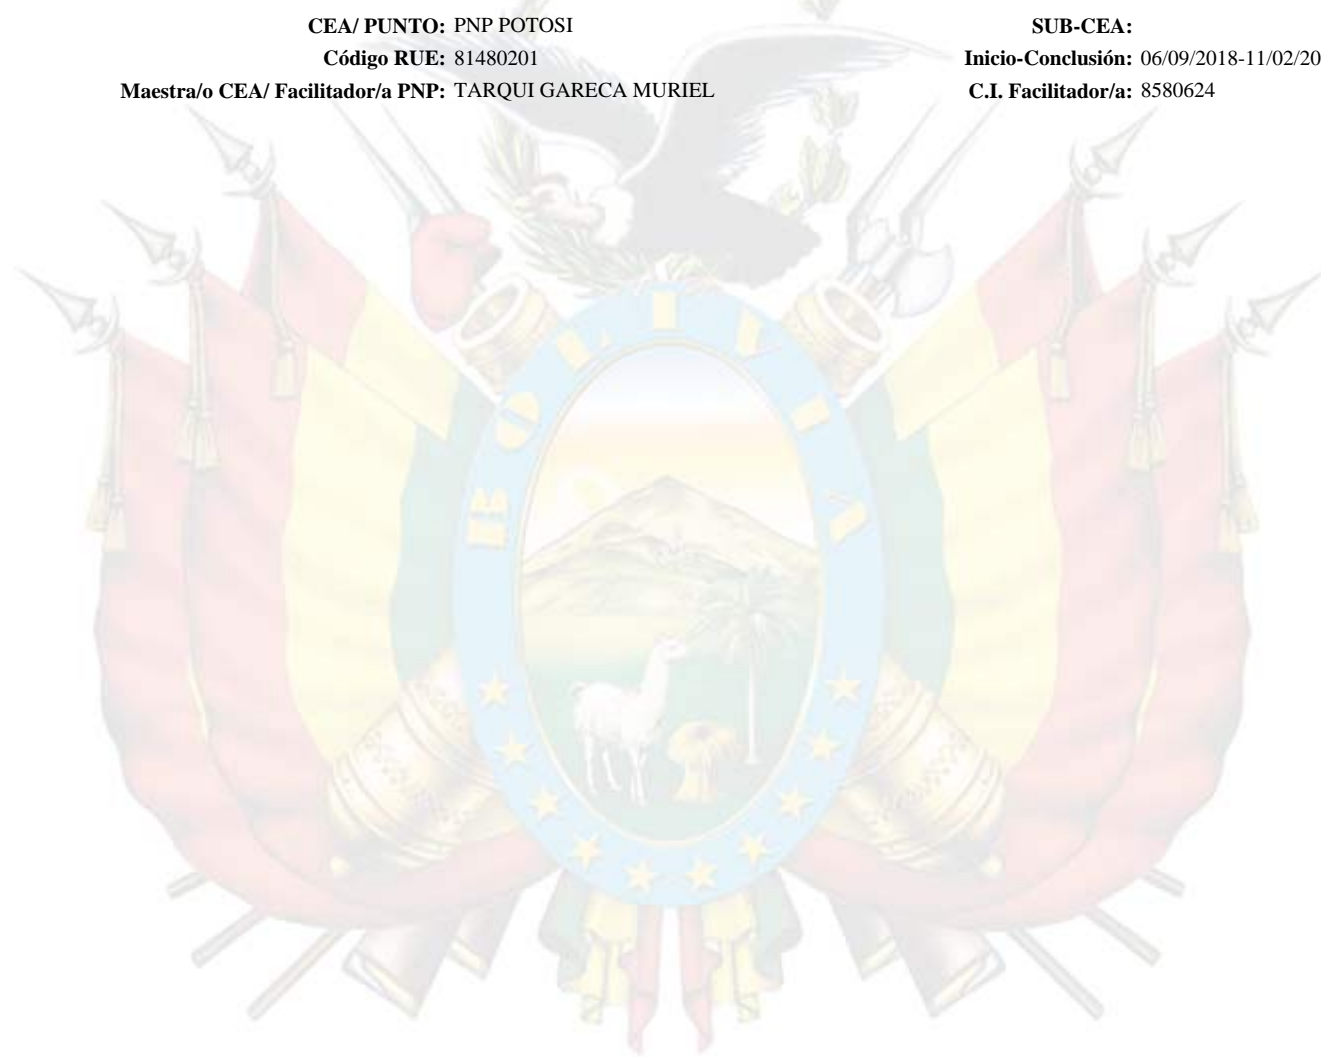 CEA/ PUNTO: PNP POTOSI SUB-CEA:
Código RUE: 81480201 Inicio-Conclusión: 06/09/2018-11/02/20
Maestra/o CEA/ Facilitador/a PNP: TARQUI GARECA MURIEL C.I. Facilitador/a: 8580624
BOLIVIA